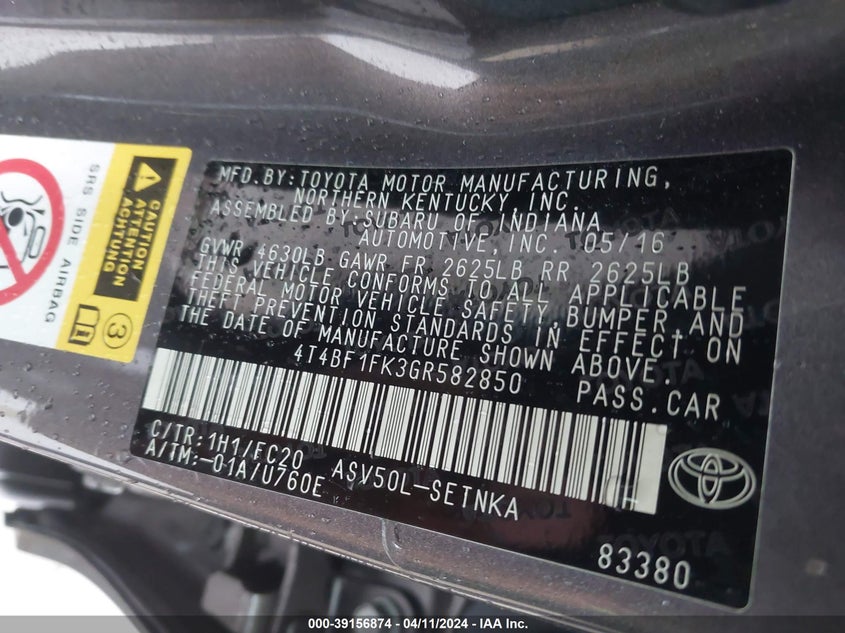 SRS SIDE AIRBAG
CAUTION
ATTENTION
ACHTUNG
3
MFD.BY:TOYOTA MOTOR MANUFACTURING,
NORTHERN KENTUCKY, INC.
ASSEMBLED BY:SUBARU OF INDIANA
AUTOMOTIVE,INC. 05/16
GVWR 4630LB GAWR FR 2625LB RR 2625LB
THIS VEHICLE CONFORMS TO ALL APPLICABLE
FEDERAL MOTOR VEHICLE SAFETY,BUMPER,AND
THEFT PREVENTION STANDARDS IN EFFECT ON
THE DATE OF MANUFACTURE SHOWN ABOVE.
4T4BF1FK3GR582850 PASS.CAR
C/TR:1H1/FC20
A/TM:-01A/U760E
ASV50L-SETNKA
83380
000-39156874 / 04/11/2024 - IAA Inc.